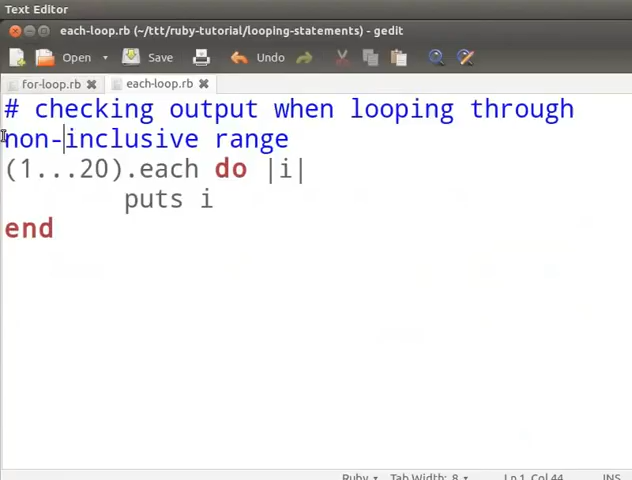 Text Editor
each-loop.rb (~/ttt/ruby-tutorial/looping-statements) - gedit
Open Save Undo
for-loop.rb each-loop.rb
# checking output when looping through
non-inclusive range
(1...20).each do |i|
puts i
end
Ruby Tab Width: 8 Ln 1, Col 44 INS